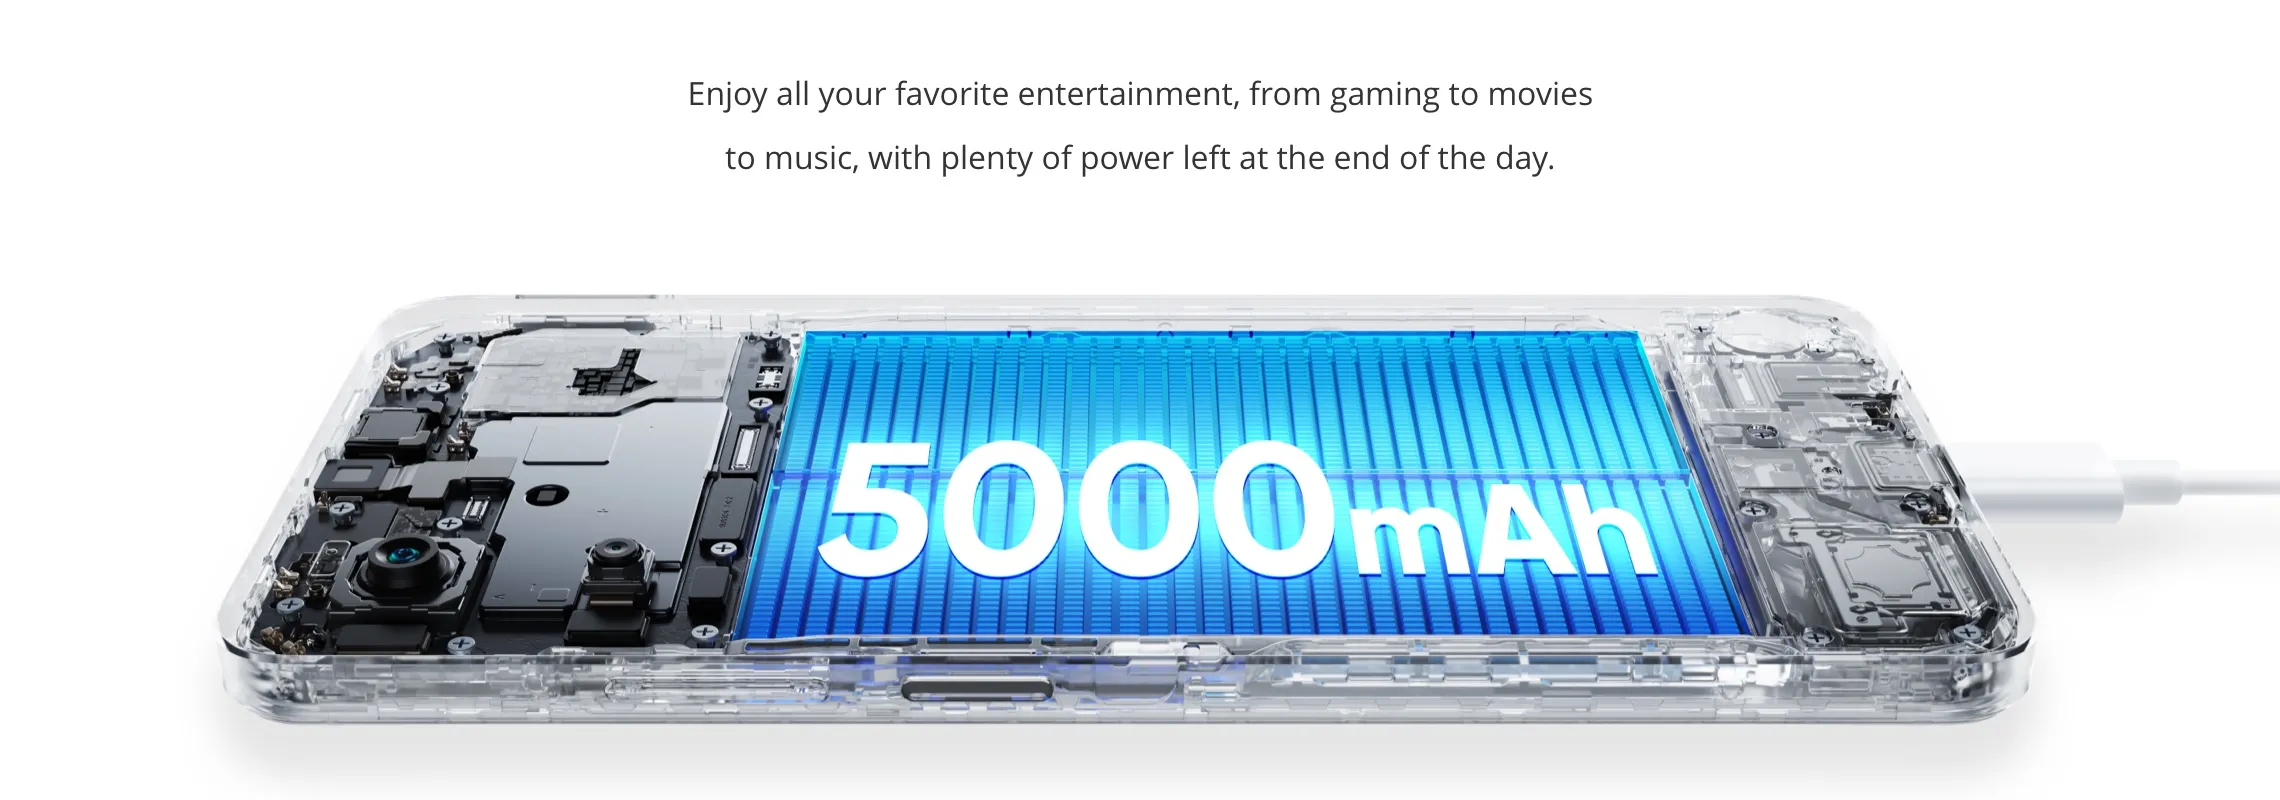 Enjoy all your favorite entertainment, from gaming to movies
to music, with plenty of power left at the end of the day.
5000mAh